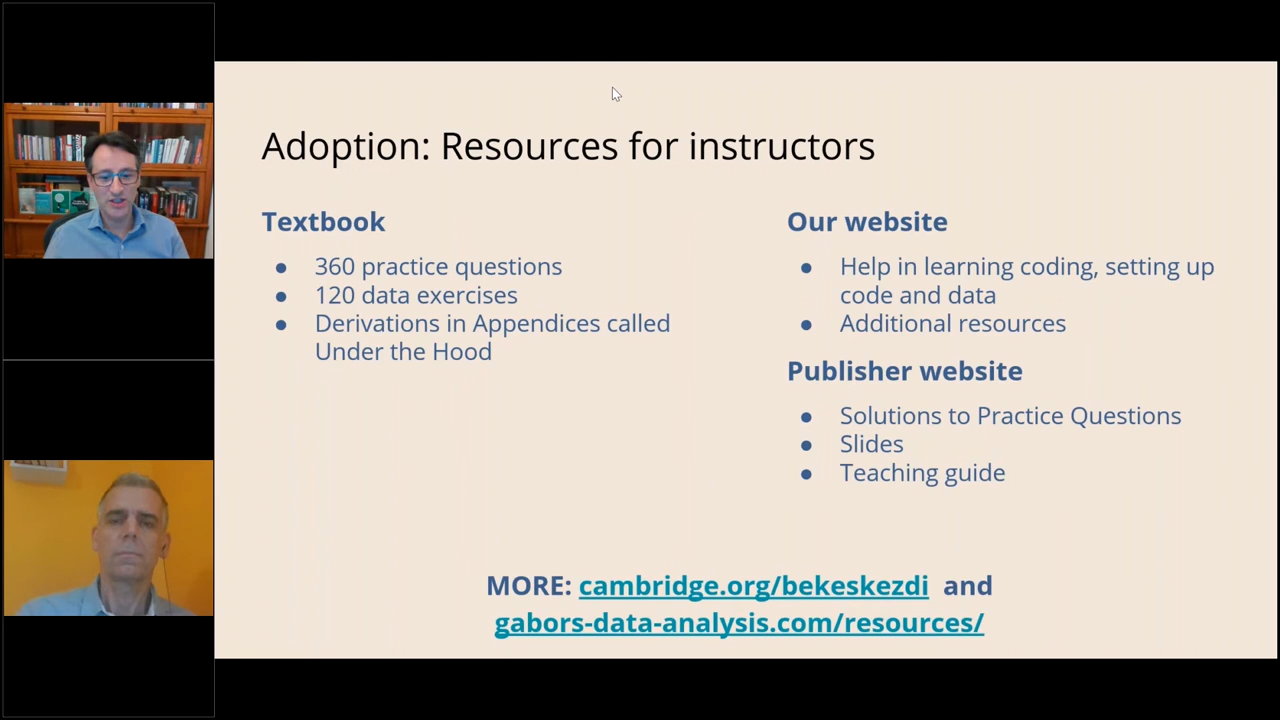 Adoption: Resources for instructors
Textbook
● 360 practice questions
● 120 data exercises
● Derivations in Appendices called
Under the Hood
Our website
● Help in learning coding, setting up
code and data
● Additional resources
Publisher website
● Solutions to Practice Questions
● Slides
● Teaching guide
MORE: cambridge.org/bekeskezdi and
gabors-data-analysis.com/resources/